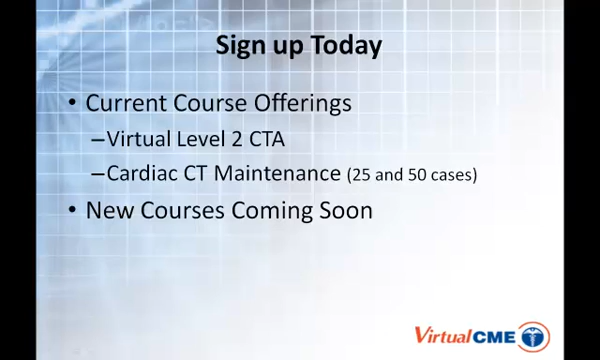 Sign up Today
• Current Course Offerings
–Virtual Level 2 CTA
–Cardiac CT Maintenance (25 and 50 cases)
• New Courses Coming Soon
VirtualCME